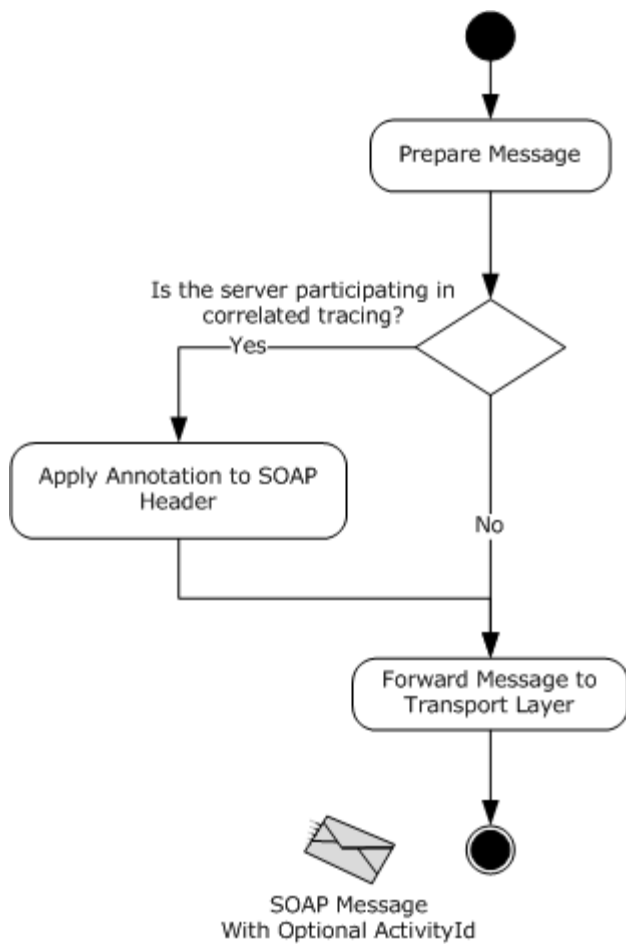 Prepare Message
Is the server participating in
correlated tracing?
Yes
Apply Annotation to SOAP
Header
No
Forward Message to
Transport Layer
SOAP Message
With Optional ActivityId